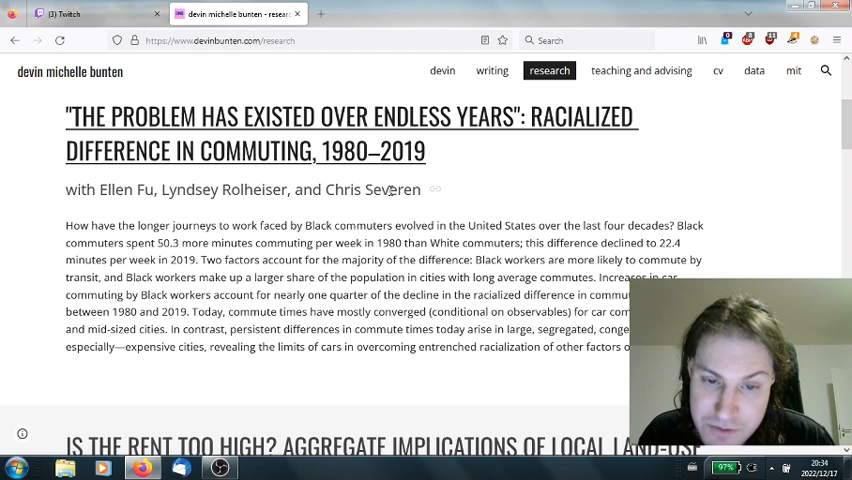 (3) Twitch
devin michelle bunten - researc
https://www.devinbunten.com/research
Search
devin michelle bunten
devin
writing
research
teaching and advising
cv
data
mit
"THE PROBLEM HAS EXISTED OVER ENDLESS YEARS": RACIALIZED
DIFFERENCE IN COMMUTING, 1980–2019
with Ellen Fu, Lyndsey Rolheiser, and Chris Severen
How have the longer journeys to work faced by Black commuters evolved in the United States over the last four decades? Black
commuters spent 50.3 more minutes commuting per week in 1980 than White commuters; this difference declined to 22.4
minutes per week in 2019. Two factors account for the majority of the difference: Black workers are more likely to commute by
transit, and Black workers make up a larger share of the population in cities with long average commutes. Increases in car
commuting by Black workers account for nearly one quarter of the decline in the racialized difference in
between 1980 and 2019. Today, commute times have mostly converged (conditional on observables) for car
and mid-sized cities. In contrast, persistent differences in commute times today arise in large, segregated,
especially—expensive cities, revealing the limits of cars in overcoming entrenched racialization of other factors
IS THE RENT TOO HIGH? AGGREGATE IMPLICATIONS OF LOCAL LAND-USE
97%
20:34
2022/12/17